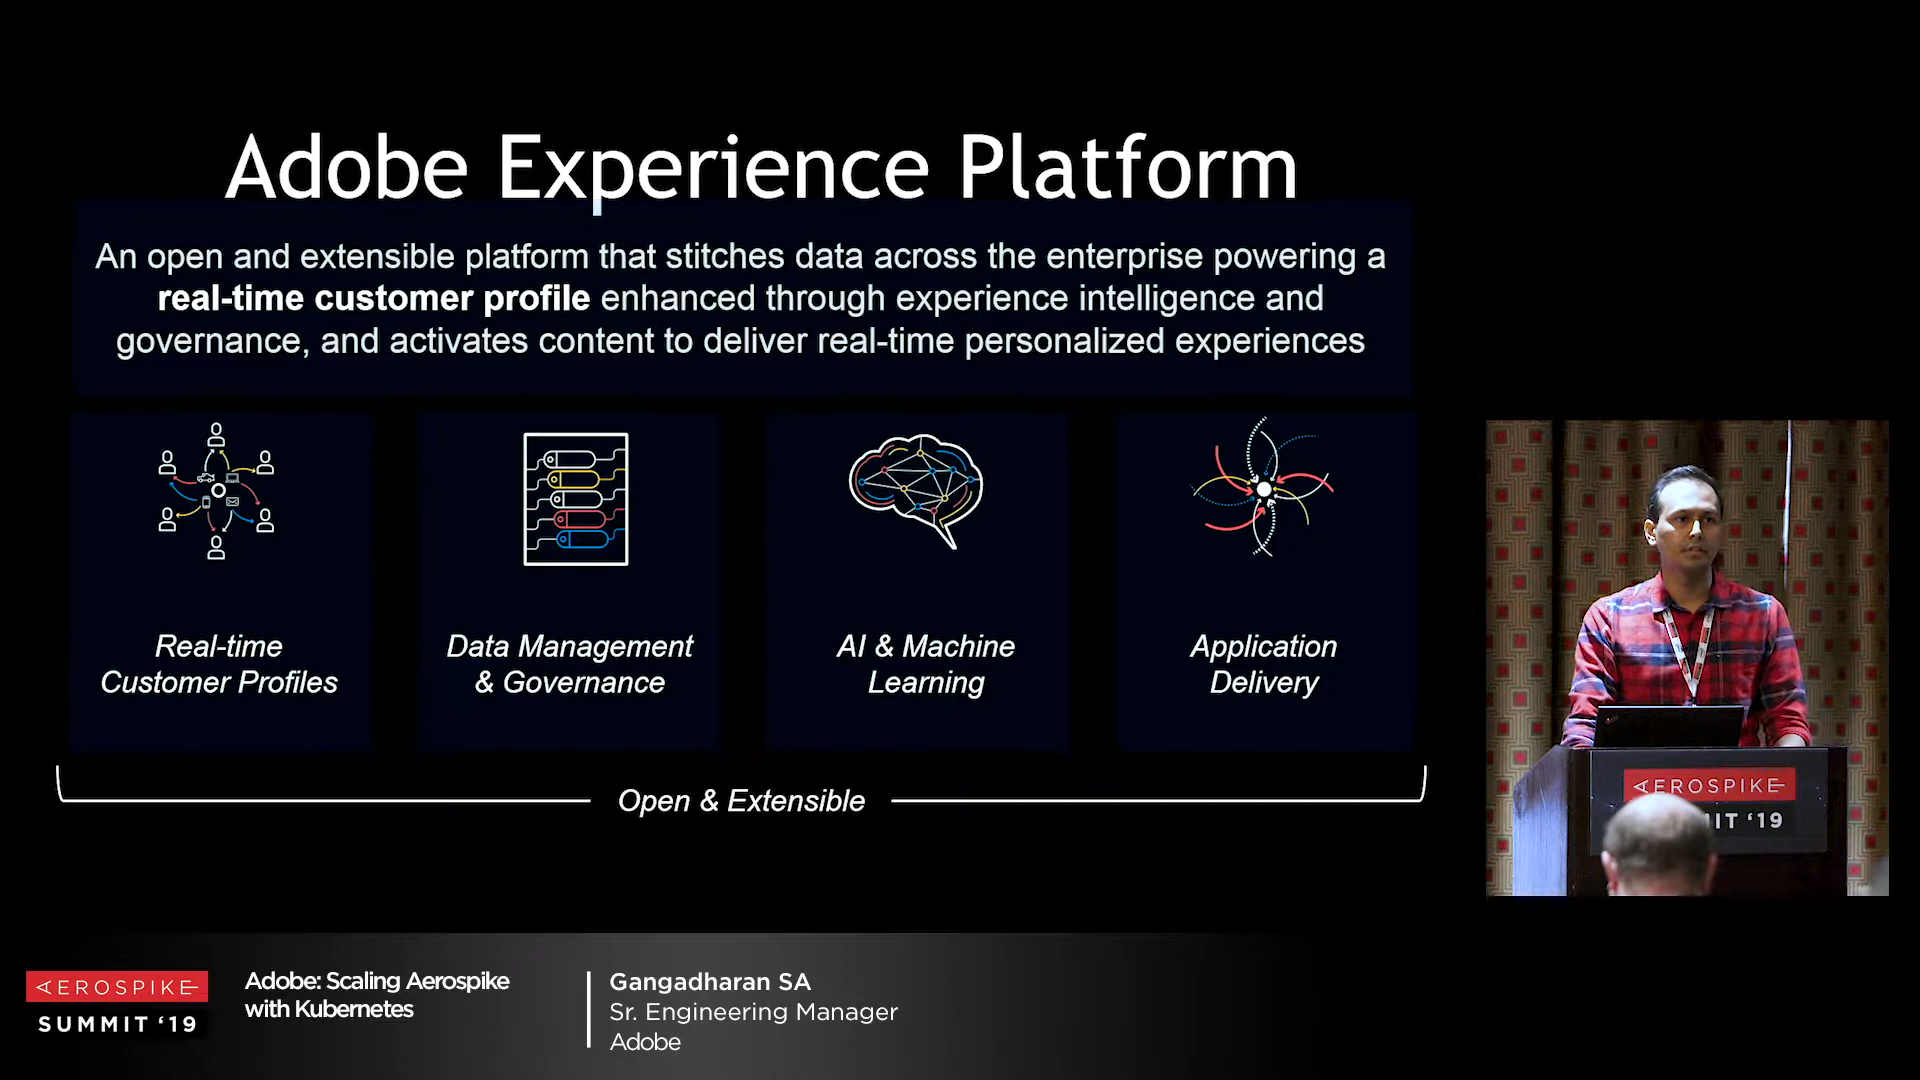 Adobe Experience Platform
An open and extensible platform that stitches data across the enterprise powering a
real-time customer profile enhanced through experience intelligence and
governance, and activates content to deliver real-time personalized experiences
Real-time
Customer Profiles
Data Management
& Governance
AI & Machine
Learning
Application
Delivery
Open & Extensible
AEROSPIKE
IT ‘19
AEROSPIKE
SUMMIT ‘19
Adobe: Scaling Aerospike
with Kubernetes
Gangadharan SA
Sr. Engineering Manager
Adobe